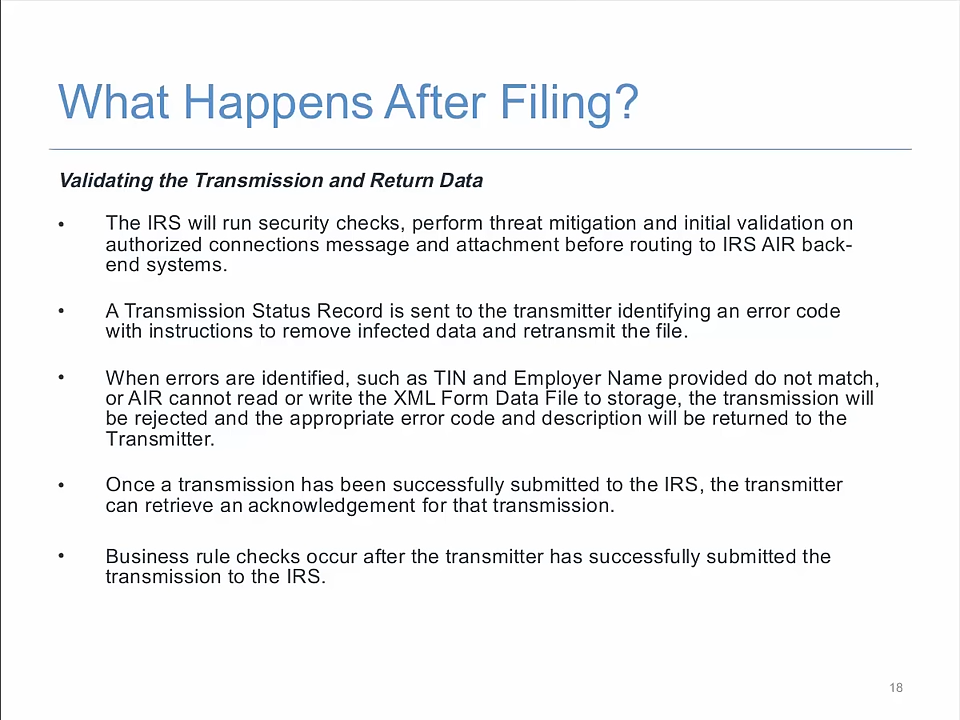 What Happens After Filing?
Validating the Transmission and Return Data
• The IRS will run security checks, perform threat mitigation and initial validation on
authorized connections message and attachment before routing to IRS AIR back-
end systems.
• A Transmission Status Record is sent to the transmitter identifying an error code
with instructions to remove infected data and retransmit the file.
• When errors are identified, such as TIN and Employer Name provided do not match,
or AIR cannot read or write the XML Form Data File to storage, the transmission will
be rejected and the appropriate error code and description will be returned to the
Transmitter.
• Once a transmission has been successfully submitted to the IRS, the transmitter
can retrieve an acknowledgement for that transmission.
• Business rule checks occur after the transmitter has successfully submitted the
transmission to the IRS.
18